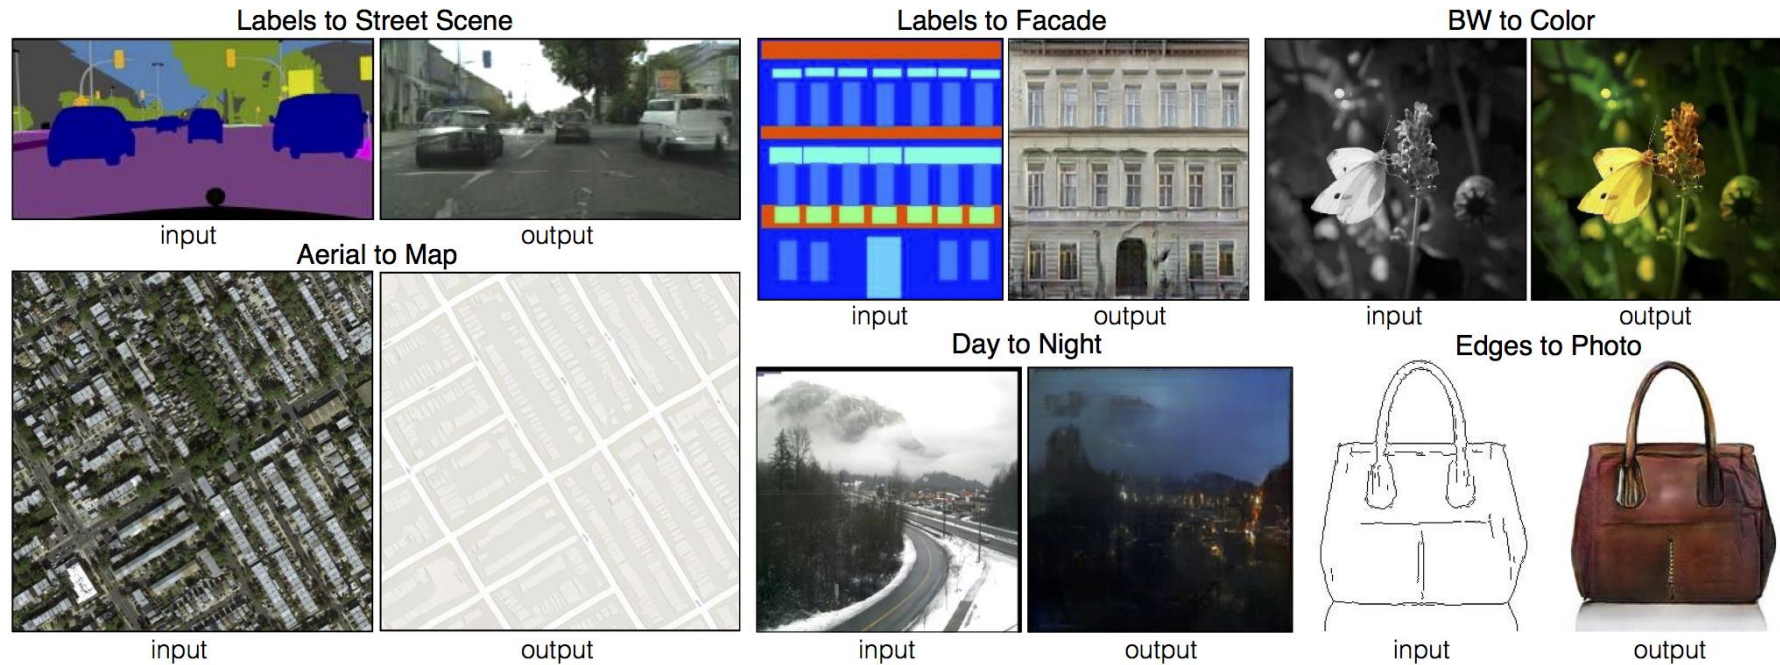 Labels to Street Scene
input
output
Aerial to Map
input
output
Labels to Facade
input
output
BW to Color
input
output
Day to Night
input
output
Edges to Photo
input
output